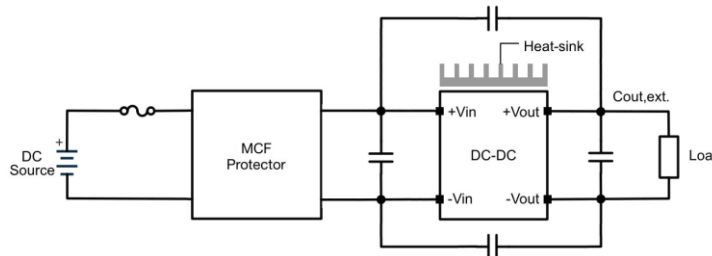 Heat-sink
Cout,ext.
+Vin
+Vout
MCF
Protector
DC-DC
+
DC
Source
Loa
-Vin
-Vout